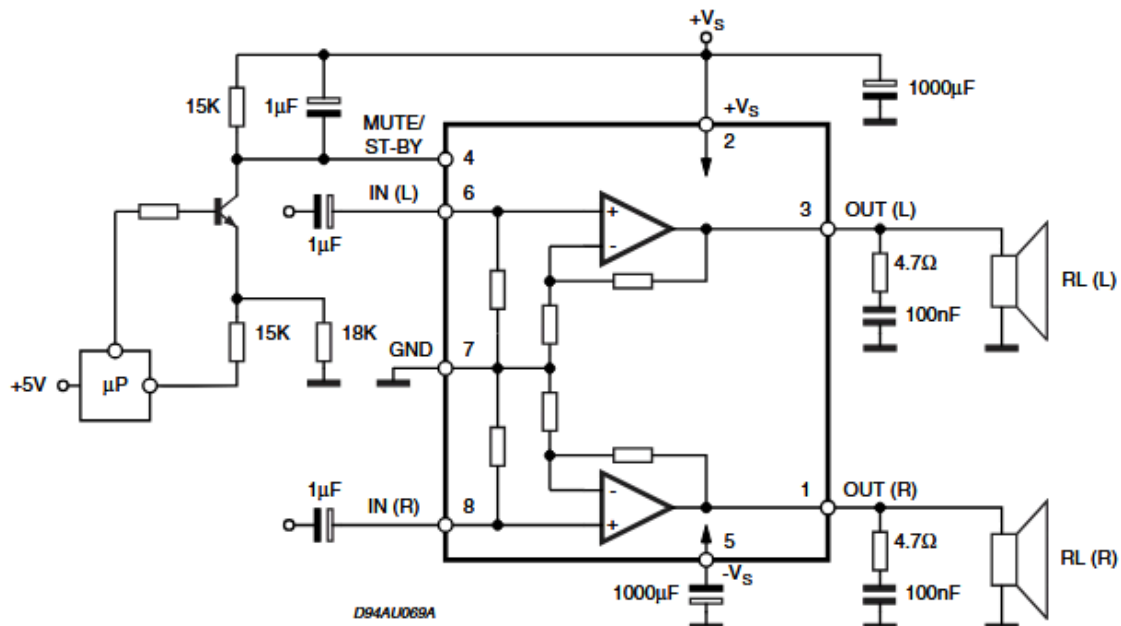 +VS
15K
1μF
1000μF
+VS
MUTE/
ST-BY
4
2
IN (L)
6
3
OUT (L)
1μF
4.7Ω
RL (L)
100nF
15K
18K
GND
7
+5V
μP
1μF
IN (R)
8
1
OUT (R)
5
4.7Ω
-VS
RL (R)
1000μF
100nF
D94AU069A
+
-
-
+